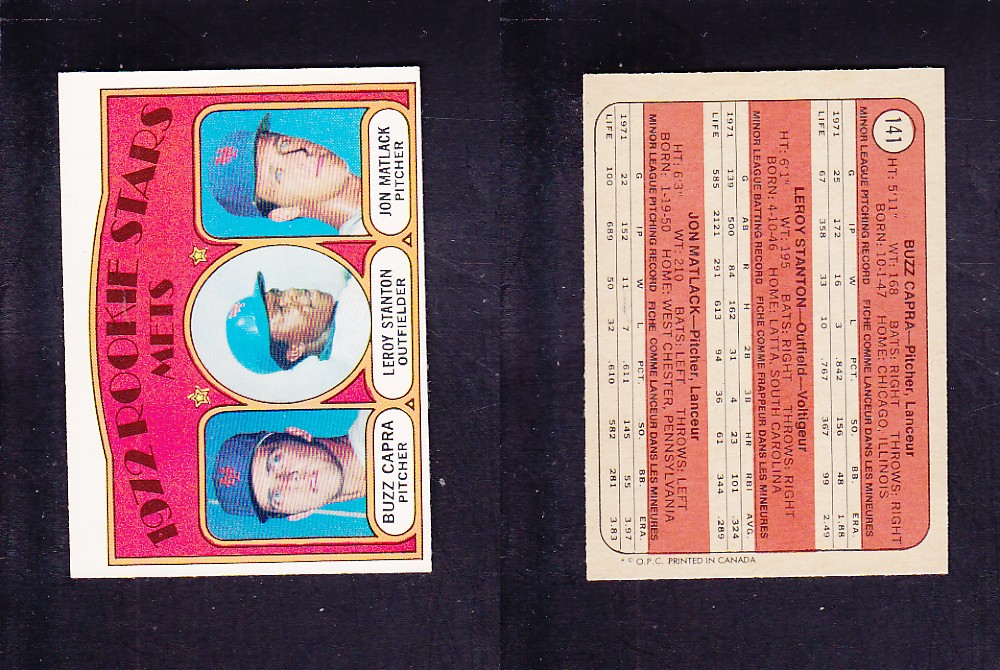 1972 ROOKIE STARS
METS
BUZZ CAPRA
PITCHER
LEROY STANTON
OUTFIELDER
JON MATLACK
PITCHER
141
BUZZ CAPRA—Pitcher, Lanceur
HT: 5'11" WT: 168 BATS: RIGHT THROWS: RIGHT
BORN: 10-1-47 HOME: CHICAGO, ILLINOIS
MINOR LEAGUE PITCHING RECORD FICHE COMME LANCEUR DANS LES MINEURES
G IP W L PCT. SO. BB. ERA.
1971 25 172 16 3 .842 156 48 1.88
LIFE 67 358 33 10 .767 367 99 2.49
LEROY STANTON—Outfield—Voltigeur
HT: 6'1" WT: 195 BATS: RIGHT THROWS: RIGHT
BORN: 4-10-46 HOME: LATTA, SOUTH CAROLINA
MINOR LEAGUE BATTING RECORD FICHE COMME FRAPPEUR DANS LES MINEURES
G AB R H 2B 3B HR RBI AVG.
1971 139 500 84 162 31 4 23 101 .324
LIFE 585 2121 291 613 94 36 61 344 .289
JON MATLACK—Pitcher, Lanceur
HT: 6'3" WT: 210 BATS: LEFT THROWS: LEFT
BORN: 1-19-50 HOME: WEST CHESTER, PENNSYLVANIA
MINOR LEAGUE PITCHING RECORD FICHE COMME LANCEUR DANS LES MINEURES
G IP W L PCT. SO. BB. ERA.
1971 22 152 11 7 .611 145 55 3.97
LIFE 100 689 50 32 .610 582 281 3.83
* © O.P.C. PRINTED IN CANADA